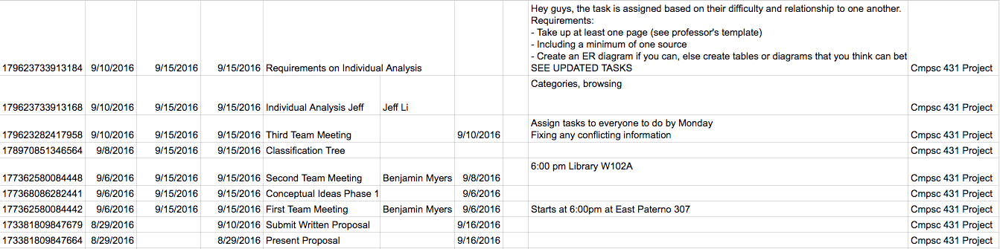 Hey guys, the task is assigned based on their difficulty and relationship to one another.
Requirements:
- Take up at least one page (see professor's template)
- Including a minimum of one source
- Create an ER diagram if you can, else create tables or diagrams that you think can bet
179623733913184 9/10/2016 9/15/2016 9/15/2016 Requirements on Individual Analysis SEE UPDATED TASKS Cmpsc 431 Project
Categories, browsing
179623733913168 9/10/2016 9/15/2016 9/15/2016 Individual Analysis Jeff Jeff Li Cmpsc 431 Project
Assign tasks to everyone to do by Monday
179623282417958 9/10/2016 9/15/2016 9/15/2016 Third Team Meeting 9/10/2016 Fixing any conflicting information Cmpsc 431 Project
178970851346564 9/8/2016 9/15/2016 9/15/2016 Classification Tree Cmpsc 431 Project
6:00 pm Library W102A
177362580084448 9/6/2016 9/15/2016 9/15/2016 Second Team Meeting Benjamin Myers 9/8/2016 Cmpsc 431 Project
177368086282441 9/6/2016 9/15/2016 9/15/2016 Conceptual Ideas Phase 1 9/6/2016 Cmpsc 431 Project
177362580084442 9/6/2016 9/15/2016 9/15/2016 First Team Meeting Benjamin Myers 9/6/2016 Starts at 6:00pm at East Paterno 307 Cmpsc 431 Project
173381809847679 8/29/2016 9/10/2016 Submit Written Proposal 9/16/2016 Cmpsc 431 Project
173381809847664 8/29/2016 8/29/2016 Present Proposal 9/16/2016 Cmpsc 431 Project